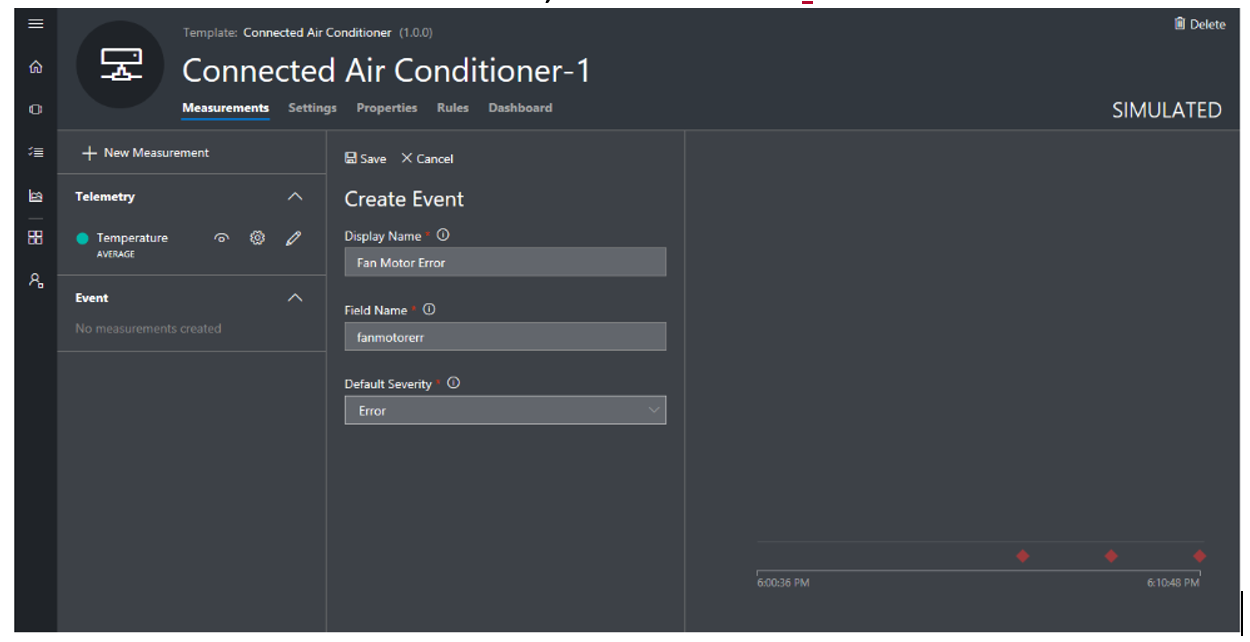 Template: Connected Air Conditioner (1.0.0)
Delete
Connected Air Conditioner-1
Measurements Settings Properties Rules Dashboard
SIMULATED
New Measurement
Telemetry
Temperature
AVERAGE
Event
No measurements created
Save Cancel
Create Event
Display Name *
Fan Motor Error
Field Name *
fanmotorerr
Default Severity *
Error
6:00:36 PM 6:10:48 PM